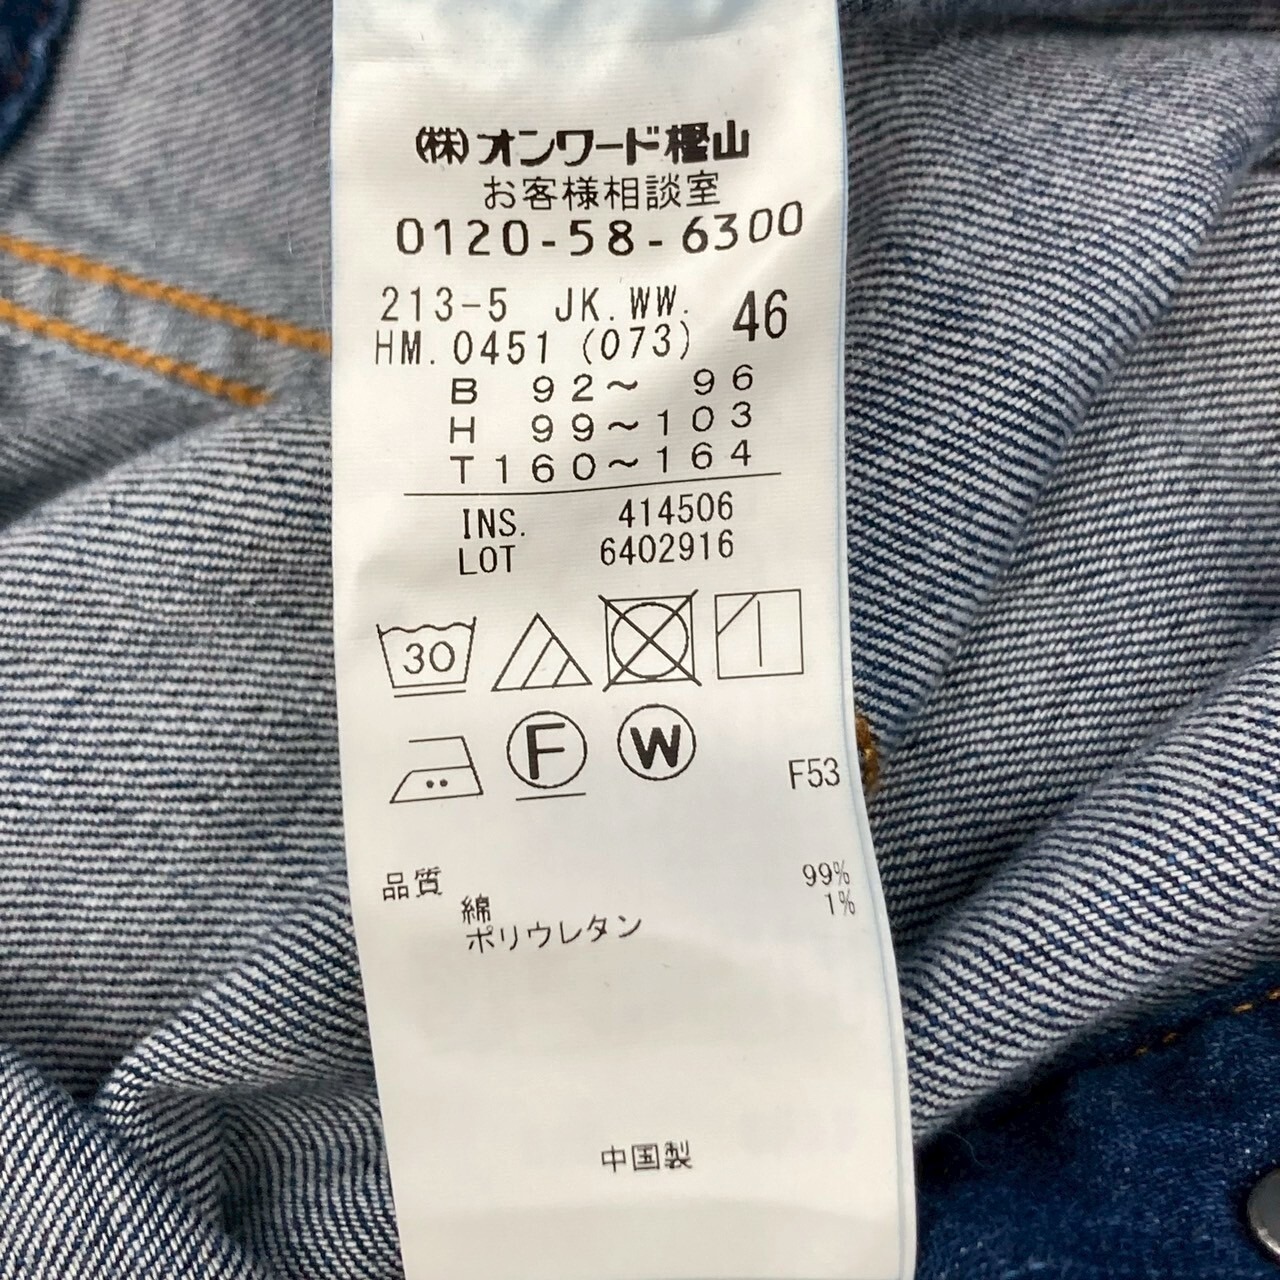 (株)オンワード樫山
お客様相談室
0120-58-6300
213-5 JK.WW.
HM.0451 (073) 46
B 92～ 96
H 99～103
T160～164
INS. 414506
LOT 6402916
30
F W
F53
品質
綿 99%
ポリウレタン 1%
中国製